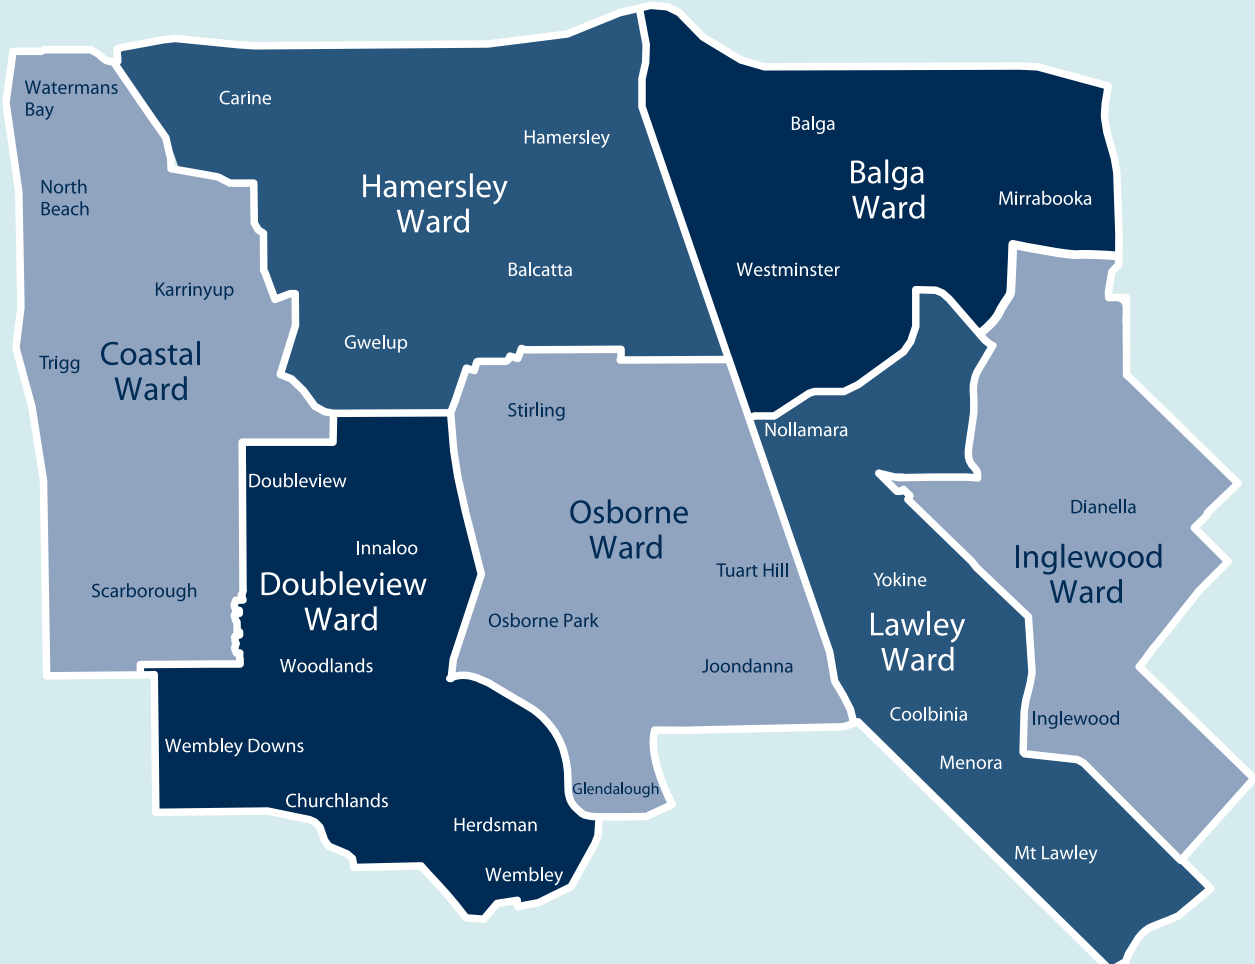 Watermans
Bay
North
Beach
Karrinyup
Trigg
Coastal
Ward
Scarborough
Carine
Hamersley
Hamersley
Ward
Balcatta
Gwelup
Balga
Balga
Ward
Mirrabooka
Westminster
Doubleview
Innaloo
Doubleview
Ward
Woodlands
Wembley Downs
Churchlands
Herdsman
Wembley
Stirling
Osborne
Ward
Tuart Hill
Osborne Park
Joondanna
Glendalough
Nollamara
Yokine
Lawley
Ward
Coolbinia
Menora
Mt Lawley
Dianella
Inglewood
Ward
Inglewood